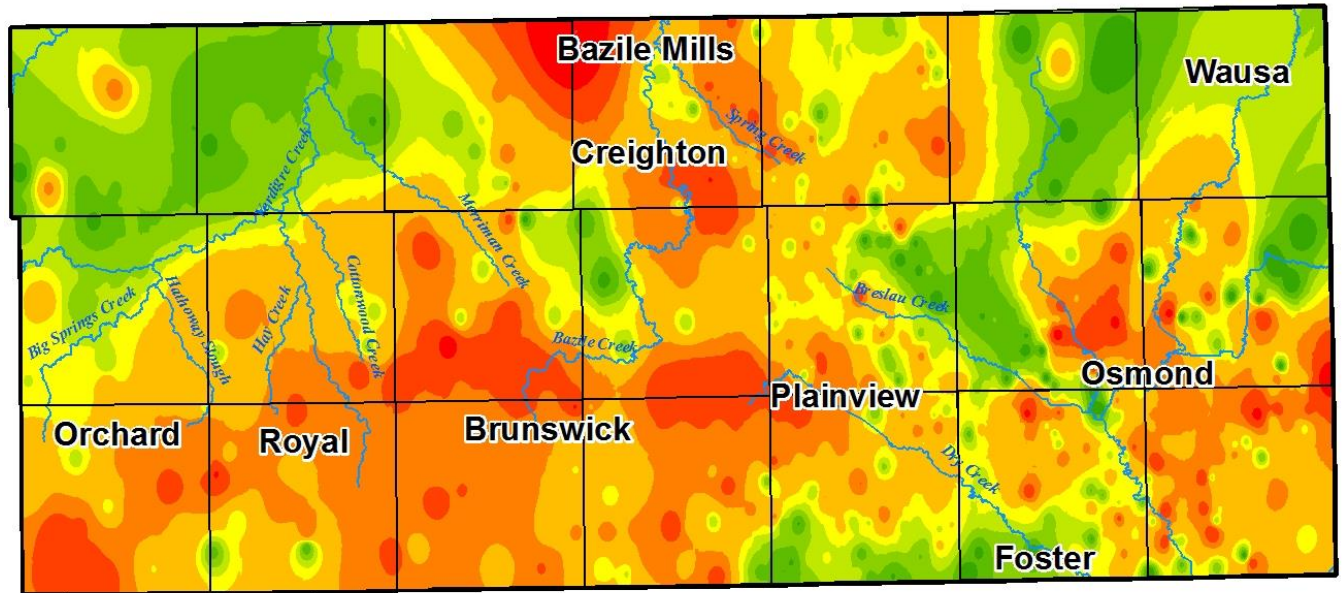 Bazile Mills
Wausa
Spring Creek
Creighton
Verdigre Creek
Merriman Creek
Hathoway Slough
Cottonwood Creek
Big Springs Creek
Hay Creek
Breslau Creek
Bazile Creek
Osmond
Plainview
Orchard
Royal
Brunswick
Dry Creek
Foster